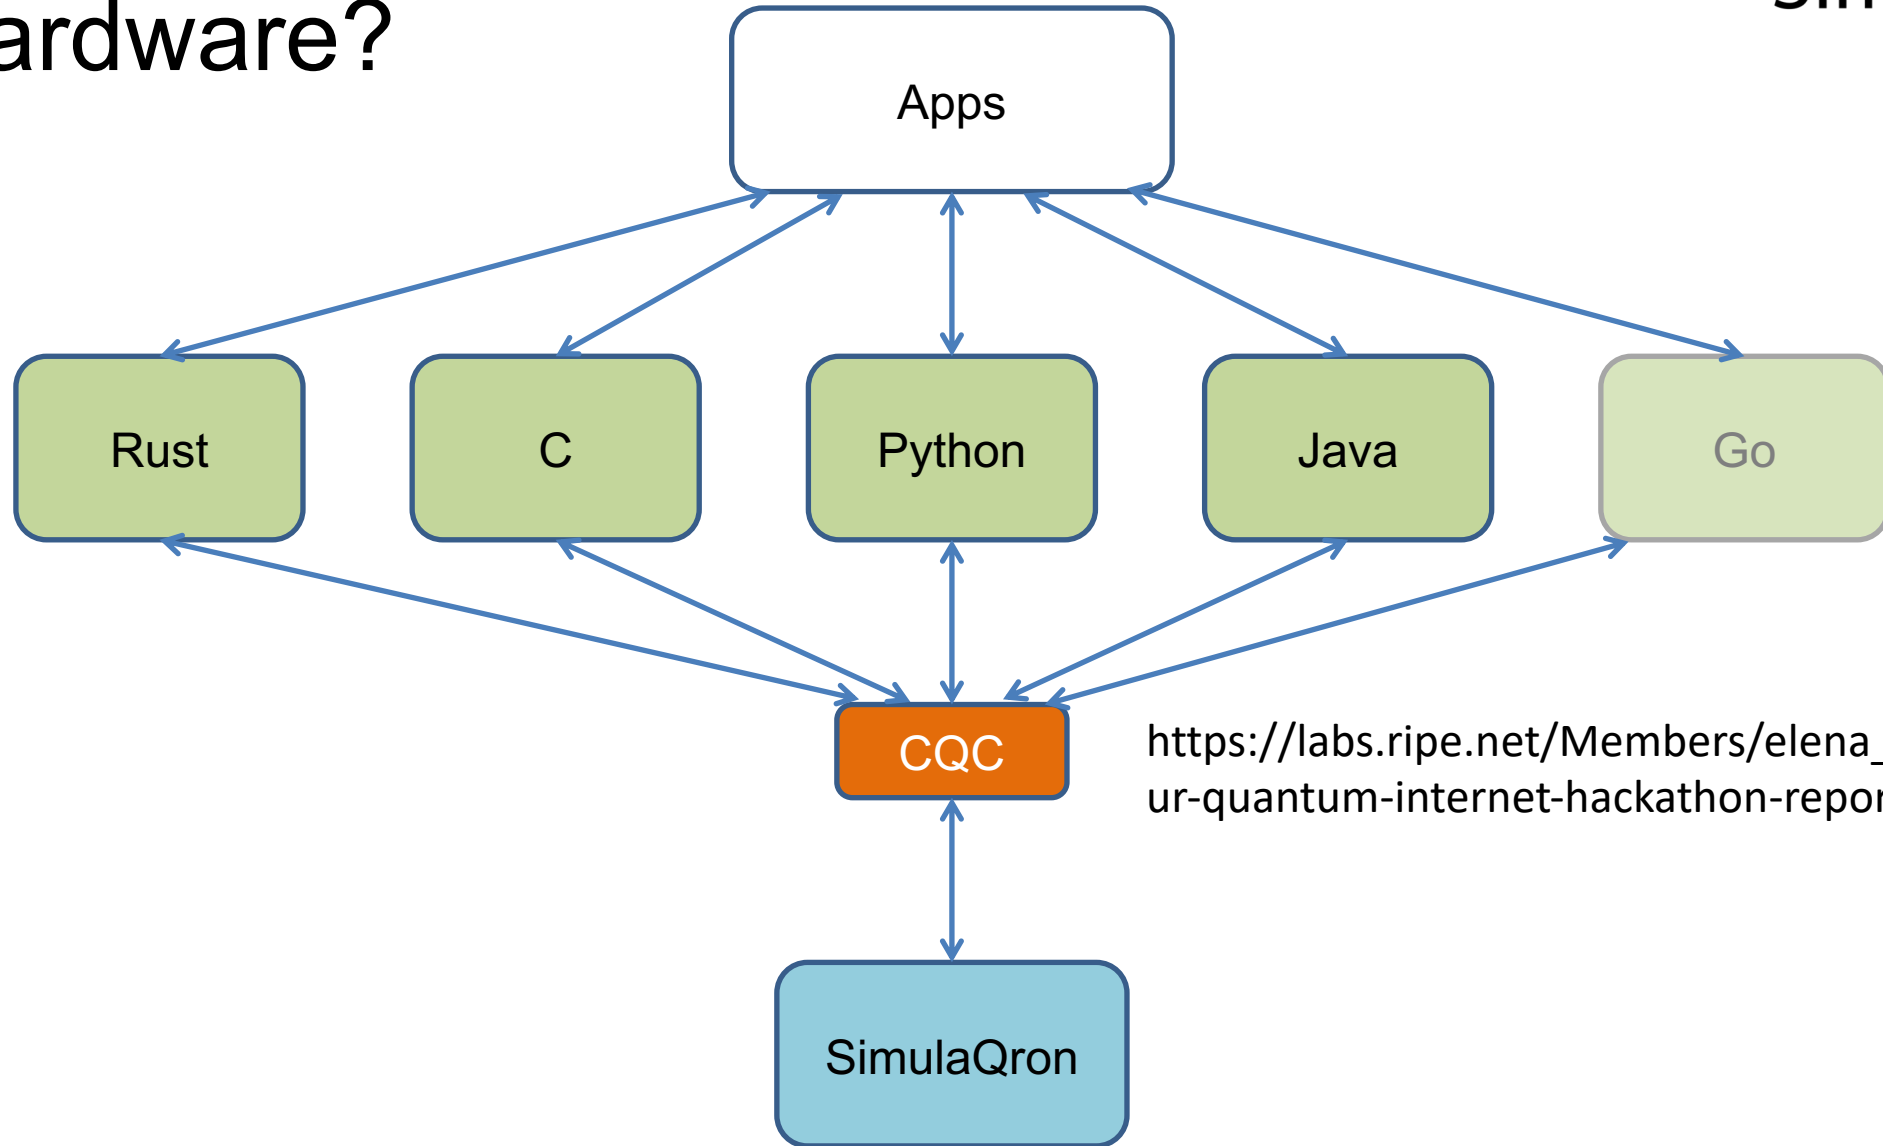 ardware?
Apps
Rust
C
Python
Java
Go
CQC
https://labs.ripe.net/Members/elena_
ur-quantum-internet-hackathon-repor
SimulaQron